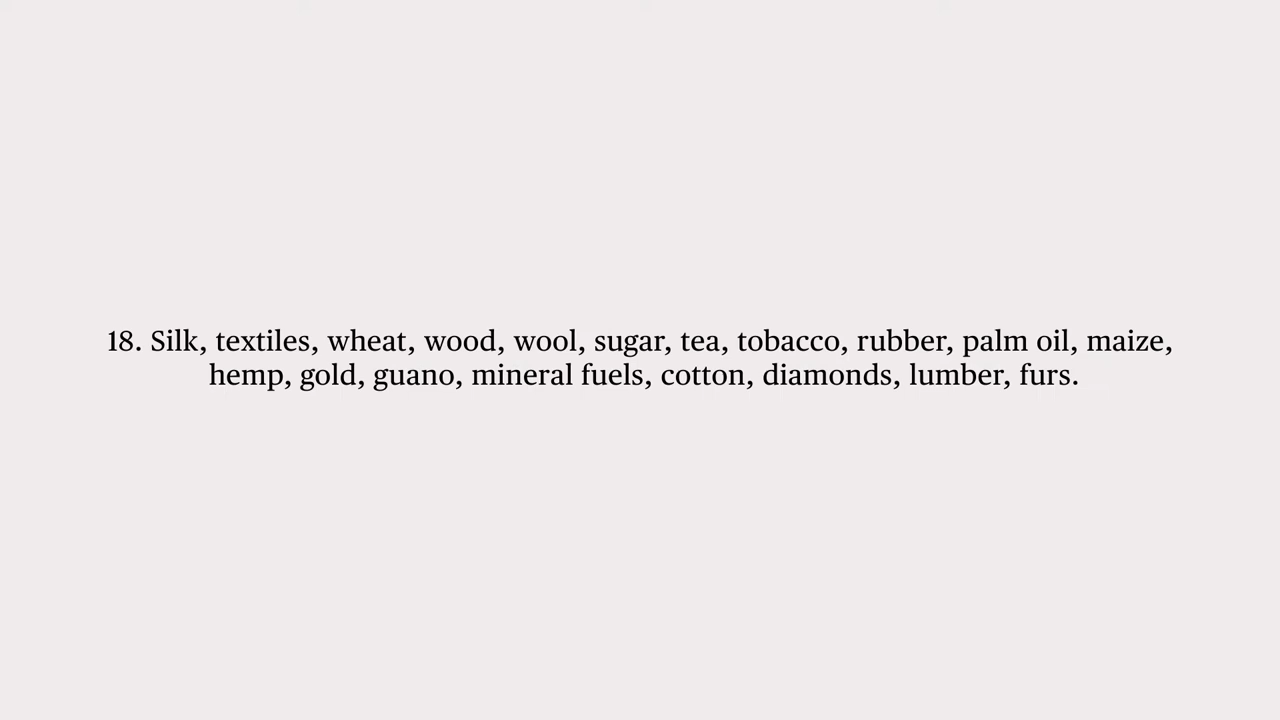 18. Silk, textiles, wheat, wood, wool, sugar, tea, tobacco, rubber, palm oil, maize,
hemp, gold, guano, mineral fuels, cotton, diamonds, lumber, furs.